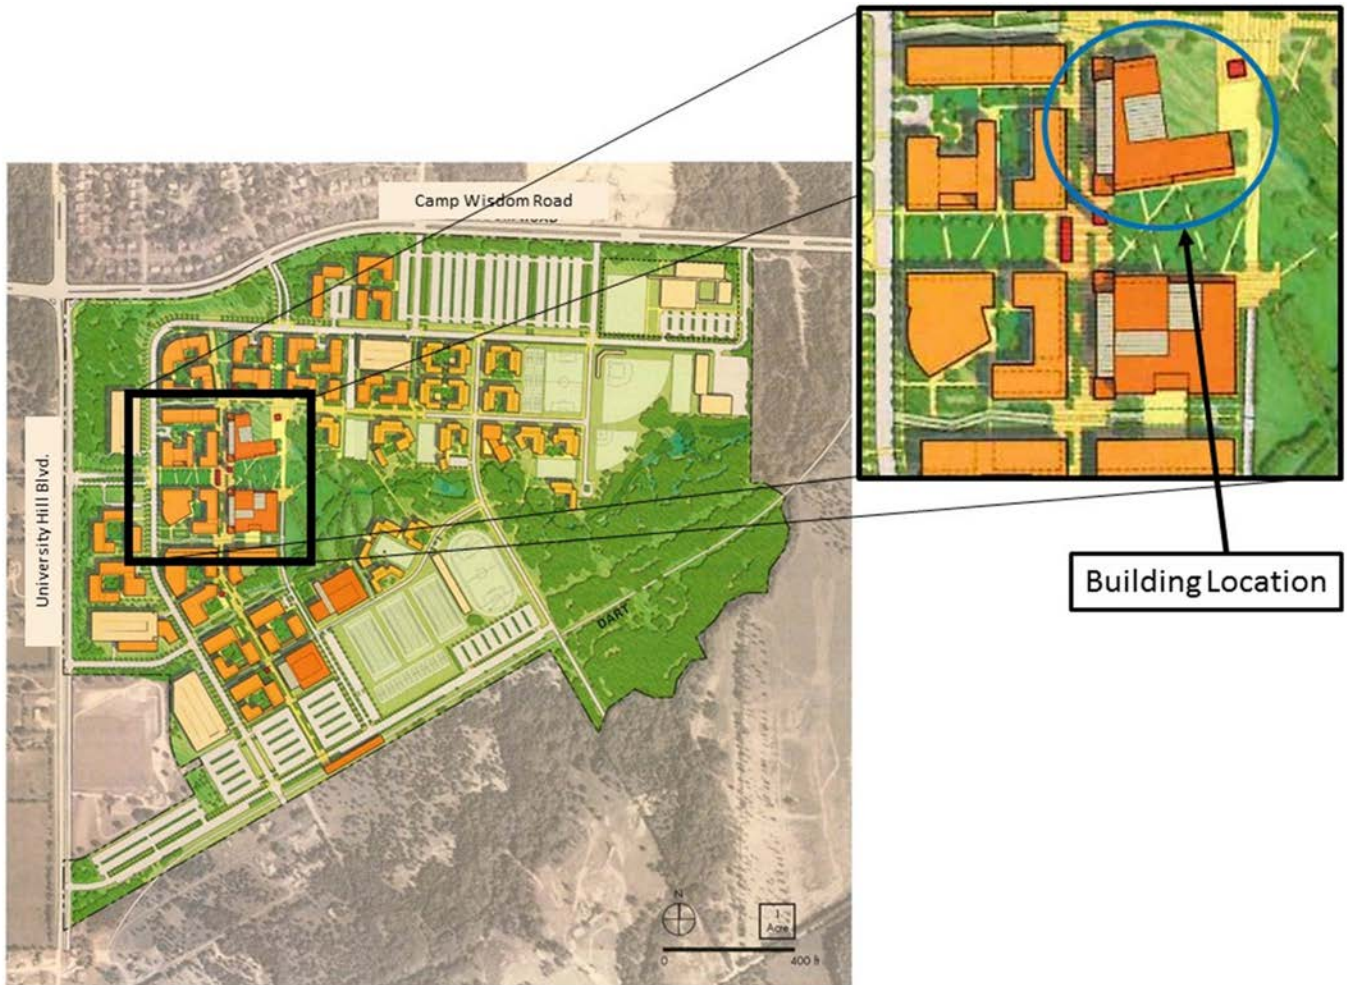 Camp Wisdom Road
University Hill Blvd.
DART
Building Location
N
1
Acre
0
400 ft